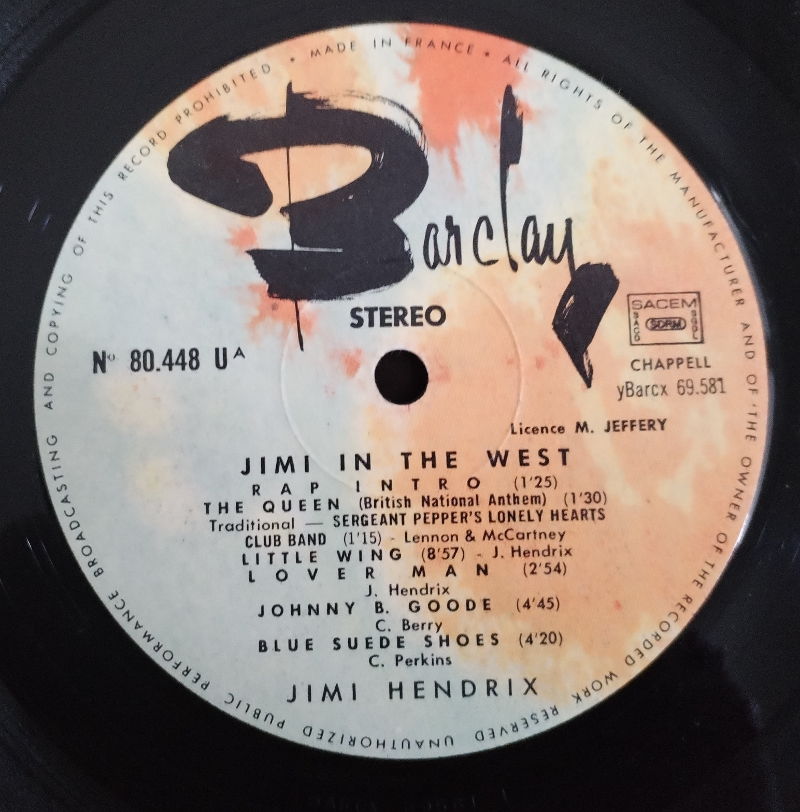 • MADE IN FRANCE • ALL RIGHTS OF THE MANUFACTURER AND OF THE OWNER OF THE RECORDED WORK RESERVED UNAUTHORIZED PUBLIC PERFORMANCE BROADCASTING AND COPYING OF THIS RECORD PROHIBITED
Barclay
STEREO
SACEM
SACD SDRM SGDL
Nº 80.448 U A
CHAPPELL
yBarcx 69.581
Licence M. JEFFERY
JIMI IN THE WEST
RAP INTRO (1'25)
THE QUEEN (British National Anthem) (1'30)
Traditional — SERGEANT PEPPER'S LONELY HEARTS
CLUB BAND (1'15) - Lennon & McCartney
LITTLE WING (8'57) - J. Hendrix
LOVER MAN (2'54)
J. Hendrix
JOHNNY B. GOODE (4'45)
C. Berry
BLUE SUEDE SHOES (4'20)
C. Perkins
JIMI HENDRIX